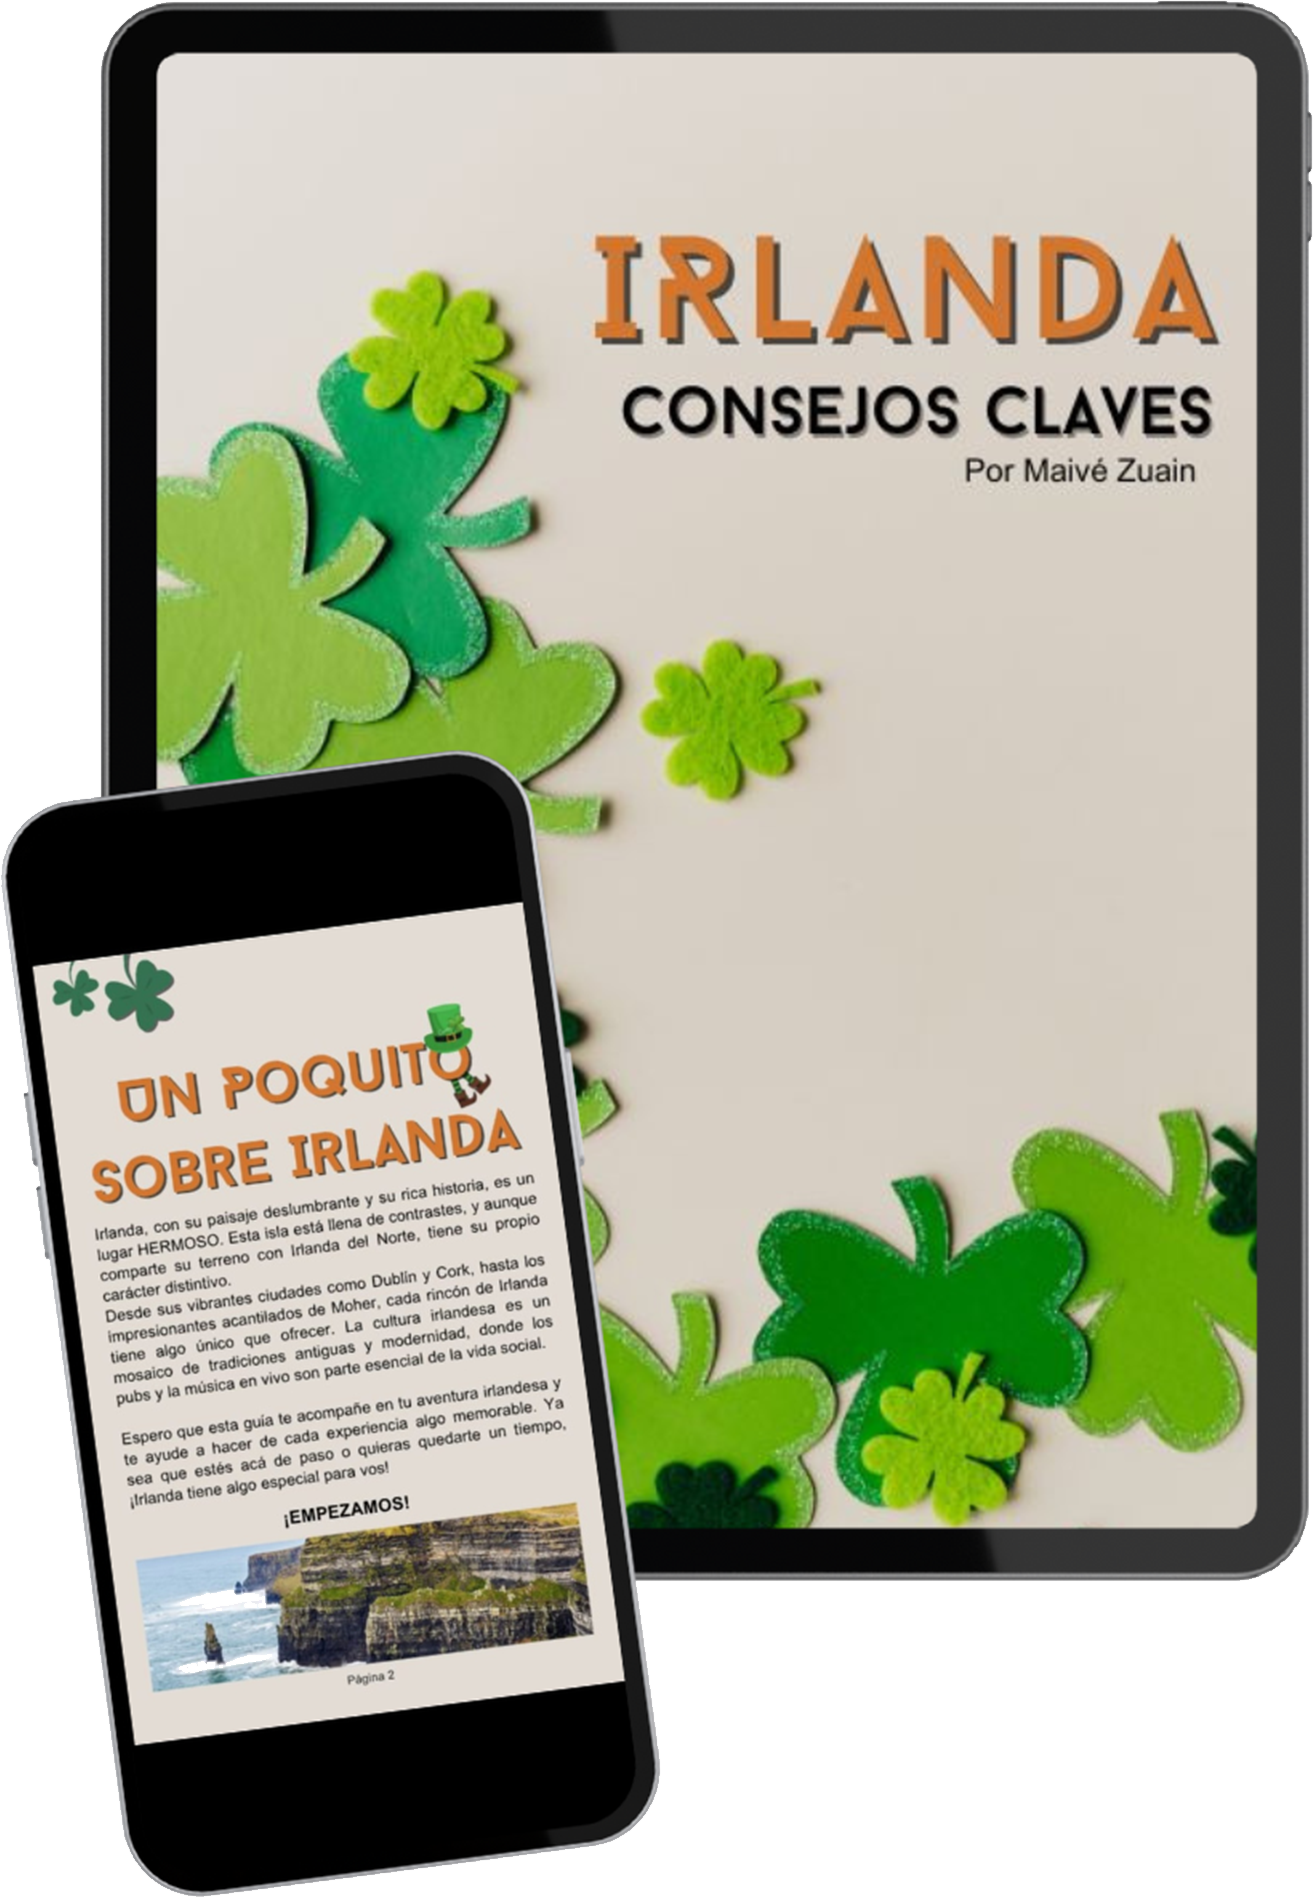 IRLANDA
CONSEJOS CLAVES
Por Maivé Zuain
UN POQUITO
SOBRE IRLANDA
Irlanda, con su paisaje deslumbrante y su rica historia, es un
lugar HERMOSO. Esta isla está llena de contrastes, y aunque
comparte su terreno con Irlanda del Norte, tiene su propio
carácter distintivo.
Desde sus vibrantes ciudades como Dublín y Cork, hasta los
impresionantes acantilados de Moher, cada rincón de Irlanda
tiene algo único que ofrecer. La cultura irlandesa es un
mosaico de tradiciones antiguas y modernidad, donde los
pubs y la música en vivo son parte esencial de la vida social.
Espero que esta guía te acompañe en tu aventura irlandesa y
te ayude a hacer de cada experiencia algo memorable. Ya
sea que estés acá de paso o quieras quedarte un tiempo,
¡Irlanda tiene algo especial para vos!
¡EMPEZAMOS!
Página 2